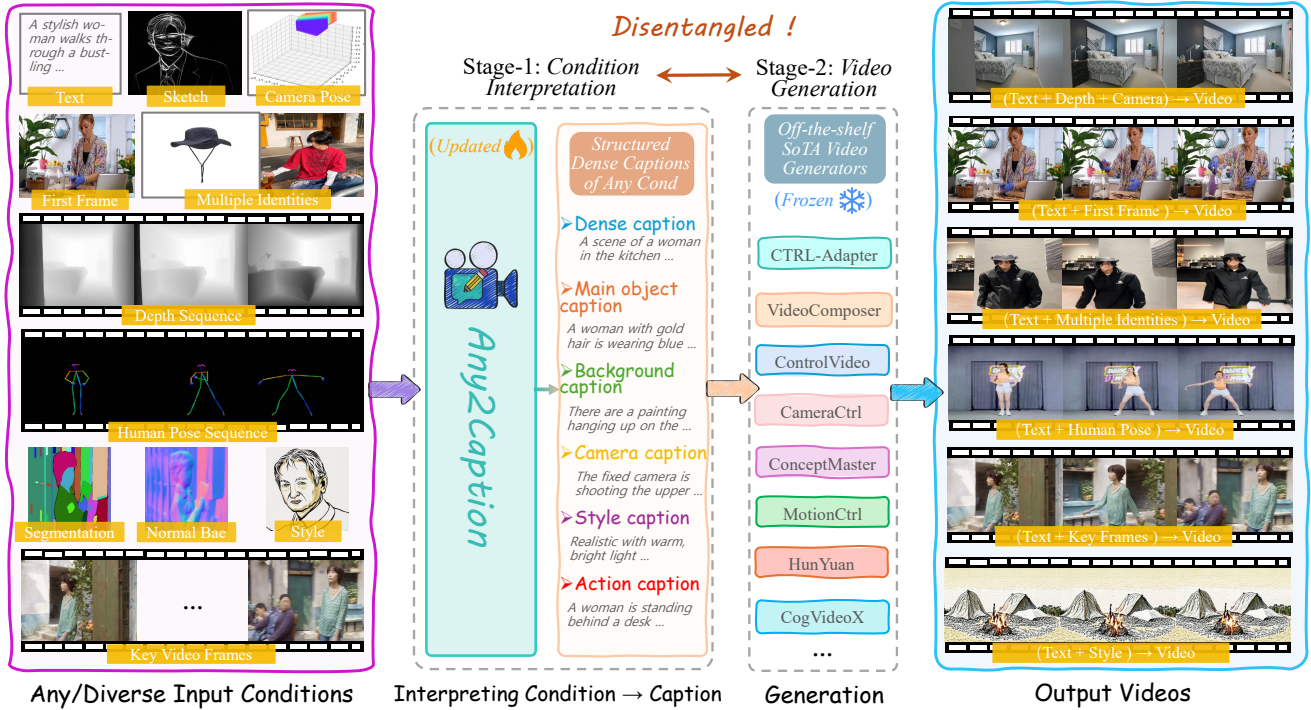 Disentangled !
A stylish wo-
man walks th-
rough a bust-
ling ...
Text
Sketch
Camera Pose
First Frame
Multiple Identities
Depth Sequence
Human Pose Sequence
Segmentation
Normal Bae
Style
...
Key Video Frames
Any/Diverse Input Conditions
Stage-1: Condition
Interpretation
(Updated)
Any2Caption
Structured
Dense Captions
of Any Cond
➢Dense caption
A scene of a woman
in the kitchen ...
➢Main object
caption
A woman with gold
hair is wearing blue ...
➢Background
caption
There are a painting
hanging up on the ...
➢Camera caption
The fixed camera is
shooting the upper ...
➢Style caption
Realistic with warm,
bright light ...
➢Action caption
A woman is standing
behind a desk ...
Interpreting Condition → Caption
Stage-2: Video
Generation
Off-the-shelf
SoTA Video
Generators
(Frozen)
CTRL-Adapter
VideoComposer
ControlVideo
CameraCtrl
ConceptMaster
MotionCtrl
HunYuan
CogVideoX
...
Generation
(Text + Depth + Camera) → Video
(Text + First Frame ) → Video
(Text + Multiple Identities ) → Video
(Text + Human Pose ) → Video
(Text + Key Frames ) → Video
(Text + Style ) → Video
Output Videos